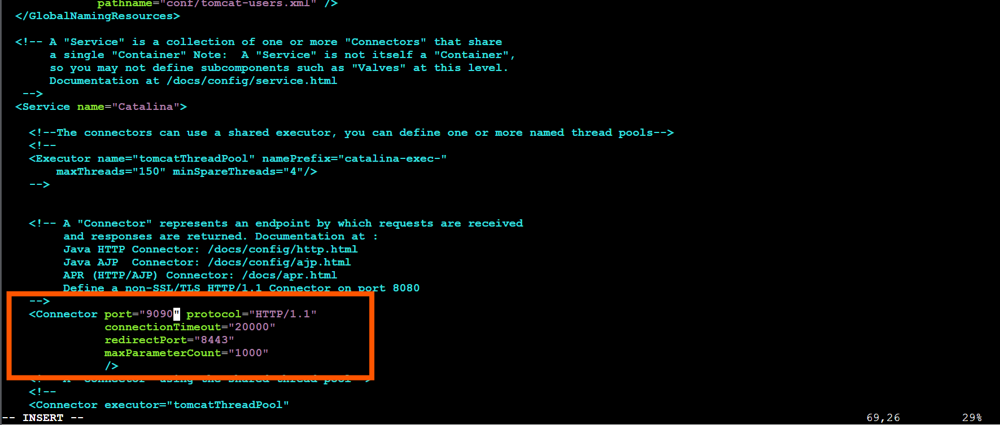 pathname="conf/tomcat-users.xml" />
</GlobalNamingResources>
<!-- A "Service" is a collection of one or more "Connectors" that share
a single "Container" Note:  A "Service" is not itself a "Container",
so you may not define subcomponents such as "Valves" at this level.
Documentation at /docs/config/service.html
-->
<Service name="Catalina">
<!--The connectors can use a shared executor, you can define one or more named thread pools-->
<!--
<Executor name="tomcatThreadPool" namePrefix="catalina-exec-"
maxThreads="150" minSpareThreads="4"/>
-->
<!-- A "Connector" represents an endpoint by which requests are received
and responses are returned. Documentation at :
Java HTTP Connector: /docs/config/http.html
Java AJP  Connector: /docs/config/ajp.html
APR (HTTP/AJP) Connector: /docs/apr.html
Define a non-SSL/TLS HTTP/1.1 Connector on port 8080
-->
<Connector port="9090" protocol="HTTP/1.1"
connectionTimeout="20000"
redirectPort="8443"
maxParameterCount="1000"
/>
<!-- A "Connector" using the shared thread pool-->
<!--
<Connector executor="tomcatThreadPool"
-- INSERT -- 69,26 29%